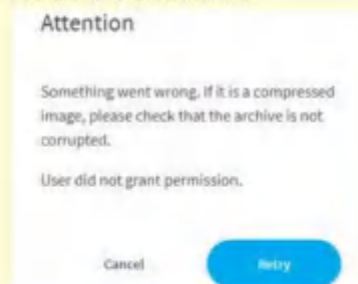 Attention
Something went wrong. If it is a compressed
image, please check that the archive is not
corrupted.
User did not grant permission.
Cancel
Retry